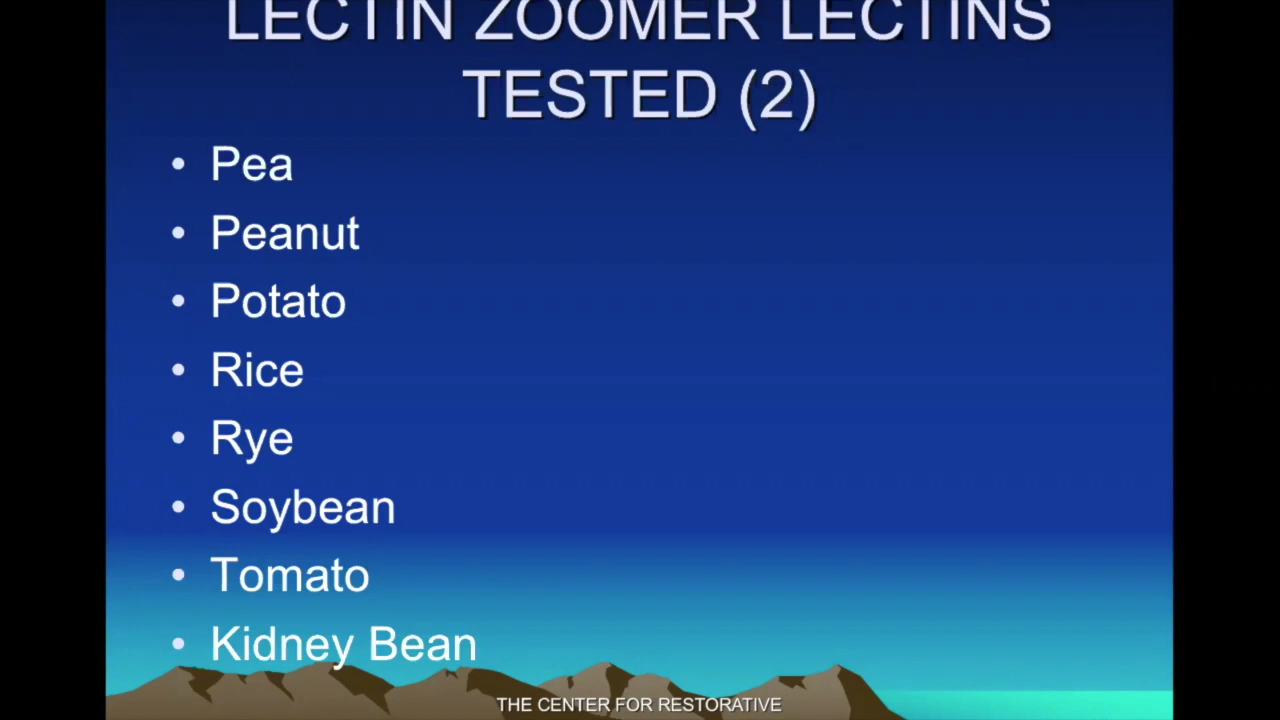 LECTIN ZOOMER LECTINS
TESTED (2)
• Pea
• Peanut
• Potato
• Rice
• Rye
• Soybean
• Tomato
• Kidney Bean
THE CENTER FOR RESTORATIVE